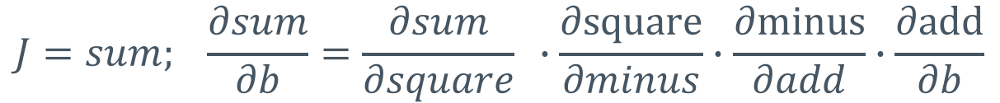 J = sum; ∂sum/∂b = ∂sum/∂square · ∂square/∂minus · ∂minus/∂add · ∂add/∂b